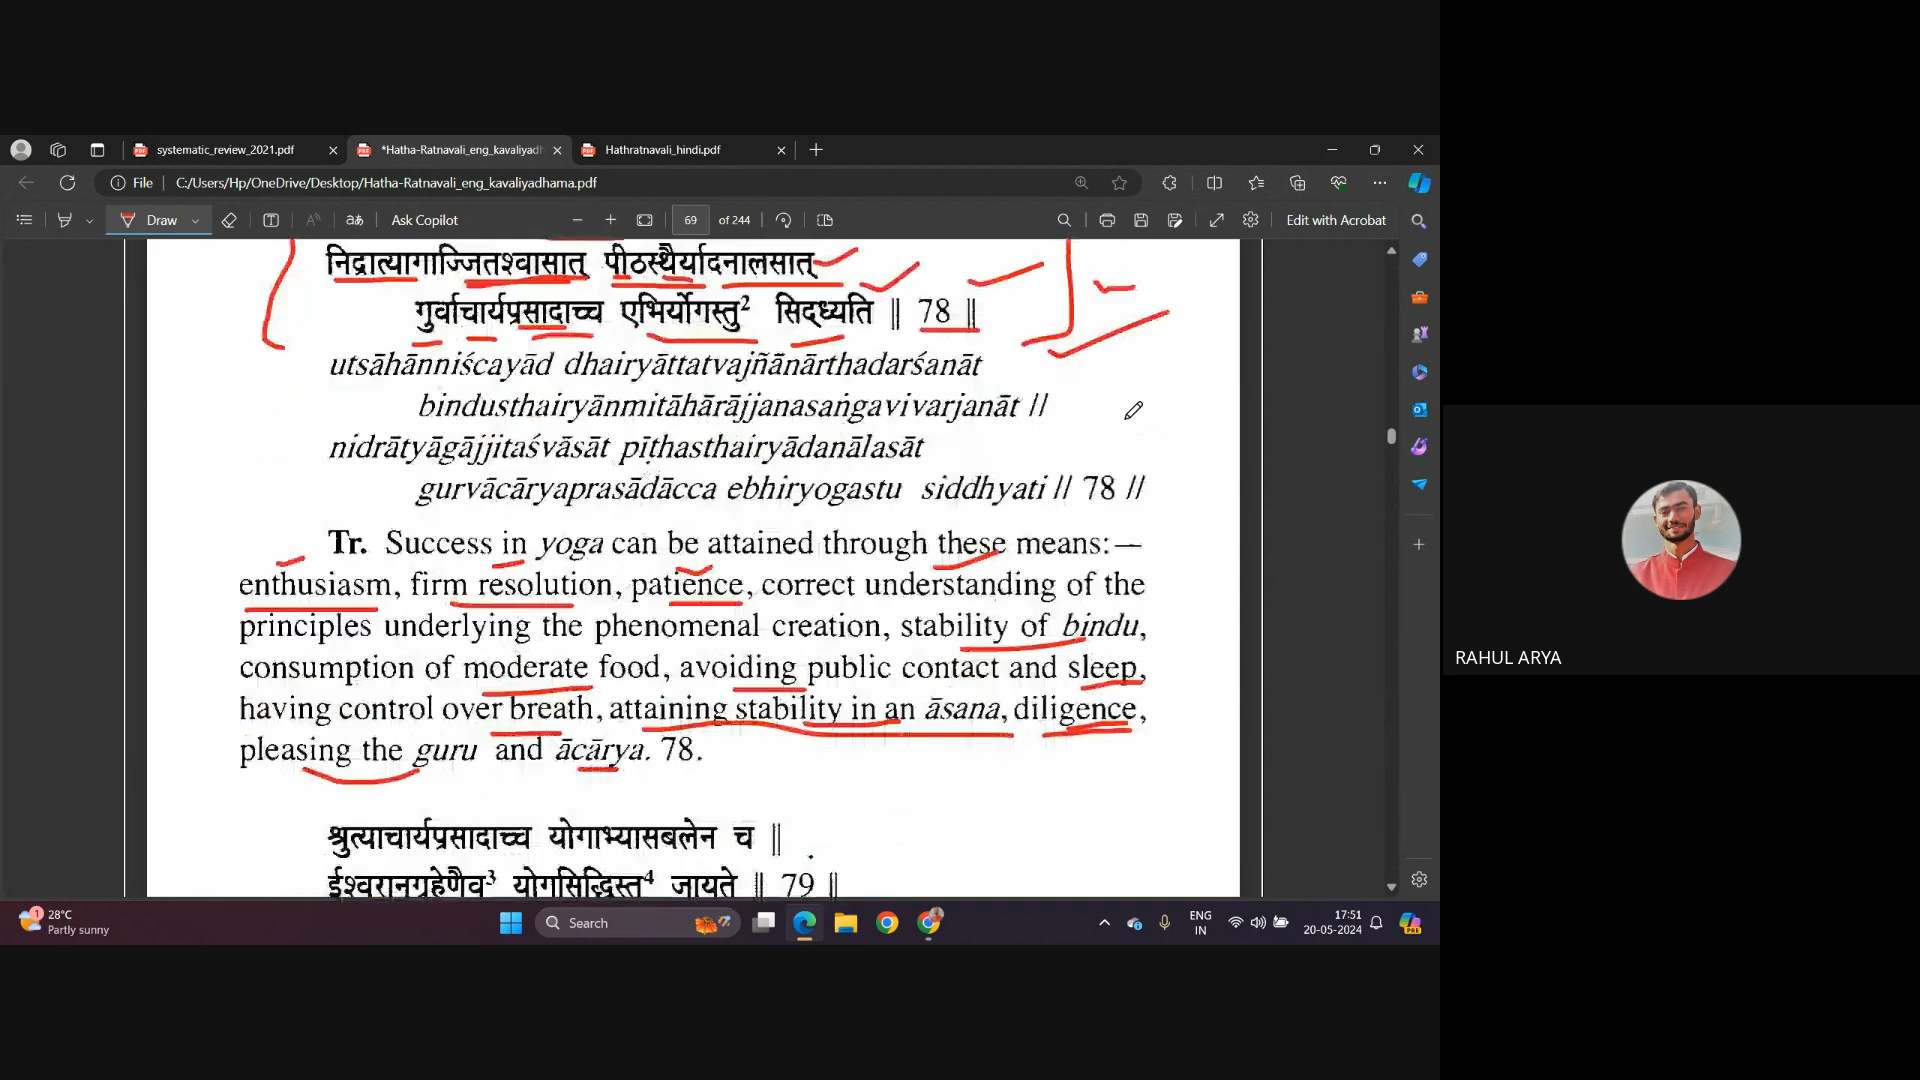 systematic_review_2021.pdf
*Hatha-Ratnavali_eng_kavaliyadh
Hathratnavali_hindi.pdf
File
C:/Users/Hp/OneDrive/Desktop/Hatha-Ratnavali_eng_kavaliyadhama.pdf
Draw
aあ
Ask Copilot
69
of 244
Edit with Acrobat
निद्रात्यागाज्जितश्वासात् पीठस्थैर्यादनालसात्
गुर्वाचार्यप्रसादाच्च एभिर्योगस्तु² सिद्ध्यति || 78 ||
utsāhānniścayād dhairyāttatvajñānārthadarśanāt
bindusthairyānmitāhārājjanasaṅgavivarjanāt //
nidrātyāgājjitaśvāsāt pīṭhasthairyādanālasāt
gurvācāryaprasādācca ebhiryogastu siddhyati // 78 //
Tr. Success in yoga can be attained through these means:—
enthusiasm, firm resolution, patience, correct understanding of the
principles underlying the phenomenal creation, stability of bindu,
consumption of moderate food, avoiding public contact and sleep,
having control over breath, attaining stability in an āsana, diligence,
pleasing the guru and ācārya. 78.
श्रुत्याचार्यप्रसादाच्च योगाभ्यासबलेन च ||
ईश्वरानुग्रहेणैव³ योगसिद्धिस्तु⁴ जायते || 79 ||
RAHUL ARYA
1
28°C
Partly sunny
Search
ENG
IN
17:51
20-05-2024
PRE